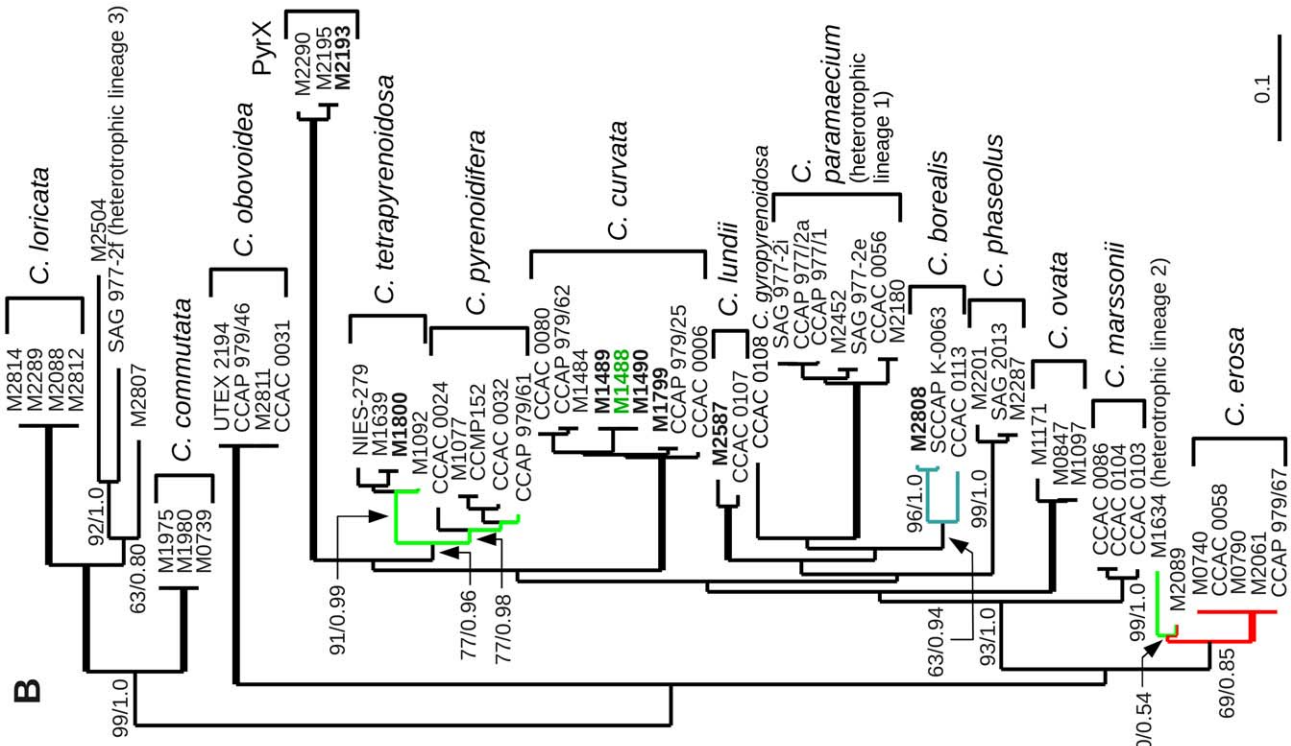 B
99/1.0
C. loricata
M2814
M2289
M2088
M2812
92/1.0
M2504
SAG 977-2f (heterotrophic lineage 3)
63/0.80
M2807
C. commutata
M1975
M1980
M0739
C. obovoidea
UTEX 2194
CCAP 979/46
M2811
CCAC 0031
PyrX
M2290
M2195
M2193
C. tetrapyrenoidosa
NIES-279
M1639
M1800
M1092
91/0.99
77/0.96
77/0.98
C. pyrenoidifera
CCAC 0024
M1077
CCMP152
CCAC 0032
CCAP 979/61
C. curvata
CCAC 0080
CCAP 979/62
M1484
M1489
M1488
M1490
M1799
CCAP 979/25
CCAC 0006
C. lundii
M2587
CCAC 0107
CCAC 0108 C. gyropyrenoidosa
C.
paramaecium
(heterotrophic
lineage 1)
SAG 977-2i
CCAP 977/2a
CCAP 977/1
M2452
SAG 977-2e
CCAC 0056
M2180
C. borealis
96/1.0
M2808
SCCAP K-0063
CCAC 0113
63/0.94
C. phaseolus
99/1.0
M2201
SAG 2013
M2287
93/1.0
C. ovata
M1171
M0847
M1097
C. marssonii
CCAC 0086
CCAC 0104
CCAC 0103
99/1.0
M1634 (heterotrophic lineage 2)
M2089
0/0.54
C. erosa
M0740
CCAC 0058
M0790
M2061
CCAP 979/67
69/0.85
0.1